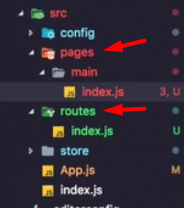 src
config
pages
main
index.js 3, U
routes
index.js U
store
App.js
index.js